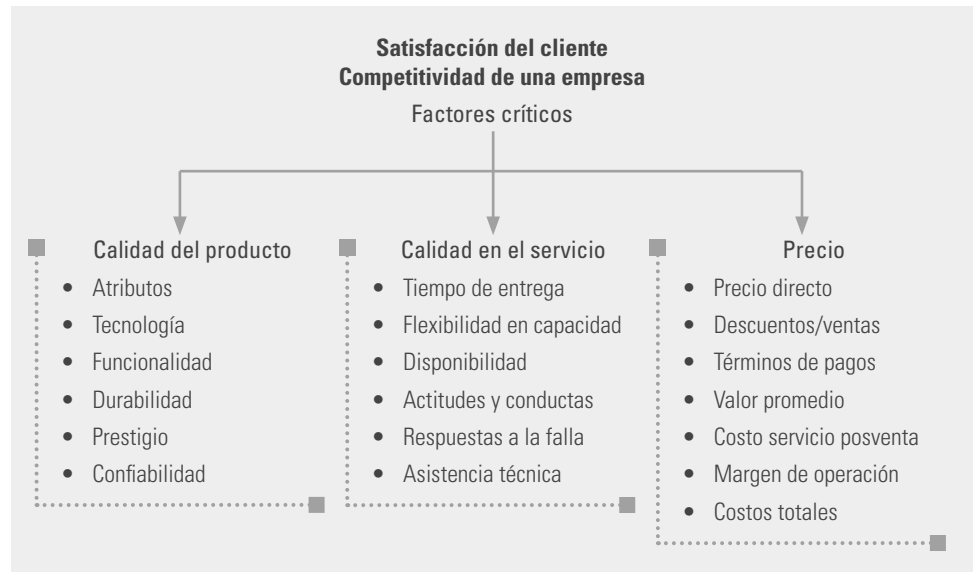 Satisfacción del cliente
Competitividad de una empresa
Factores críticos
Calidad del producto
• Atributos
• Tecnología
• Funcionalidad
• Durabilidad
• Prestigio
• Confiabilidad
Calidad en el servicio
• Tiempo de entrega
• Flexibilidad en capacidad
• Disponibilidad
• Actitudes y conductas
• Respuestas a la falla
• Asistencia técnica
Precio
• Precio directo
• Descuentos/ventas
• Términos de pagos
• Valor promedio
• Costo servicio posventa
• Margen de operación
• Costos totales